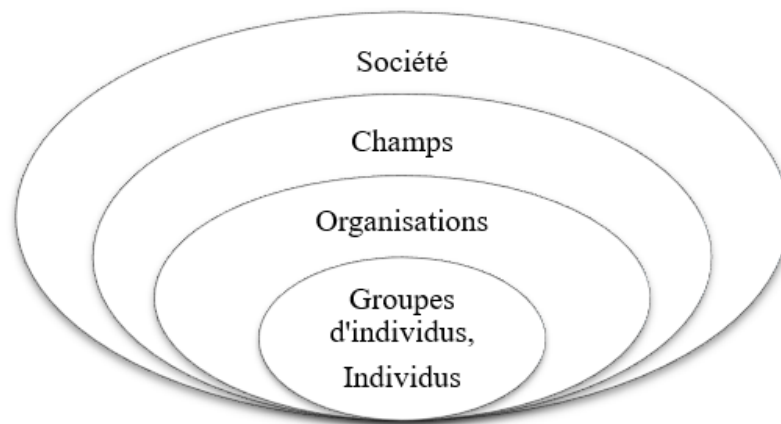 Société
Champs
Organisations
Groupes
d'individus,
Individus